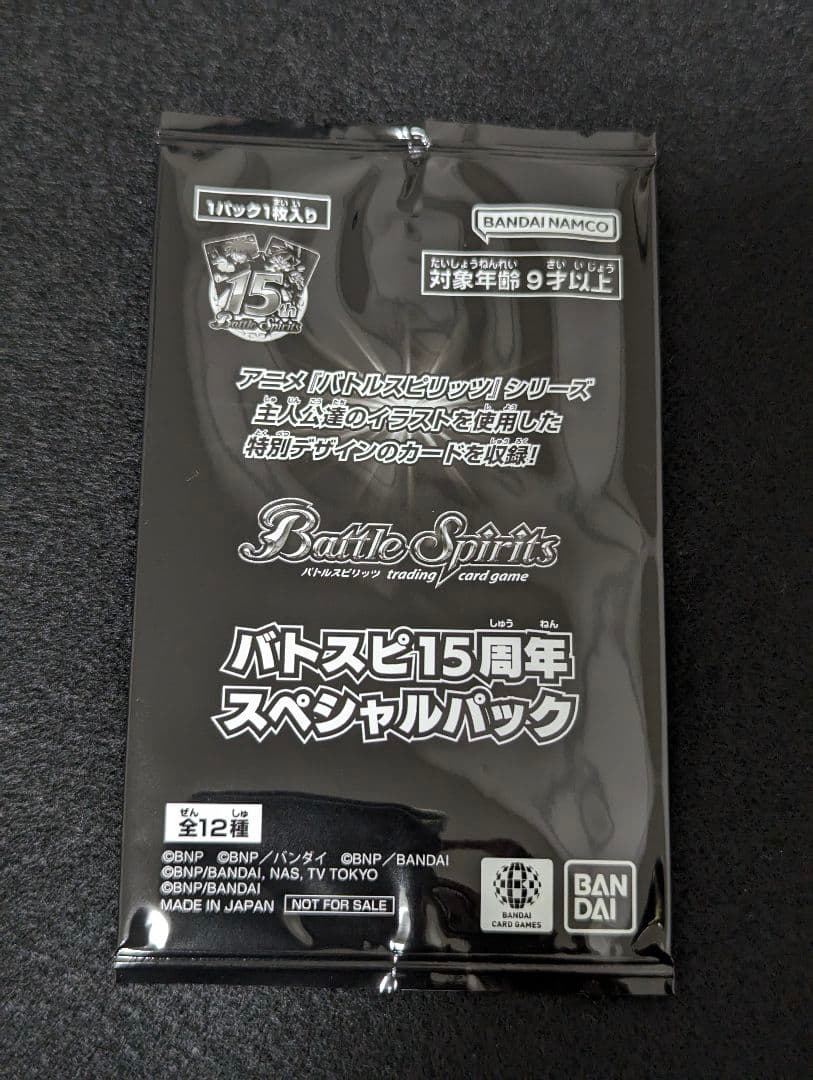 1パック1枚入り
BANDAI NAMCO
対象年齢 9才以上
15th
Battle Spirits
アニメ『バトルスピリッツ』シリーズ
主人公達のイラストを使用した
特別デザインのカードを収録!
Battle Spirits
バトルスピリッツ trading card game
バトスピ15周年
スペシャルパック
全12種
©BNP ©BNP/バンダイ ©BNP/BANDAI
©BNP/BANDAI, NAS, TV TOKYO
©BNP/BANDAI
MADE IN JAPAN NOT FOR SALE
BANDAI
CARD GAMES
BAN
DAI